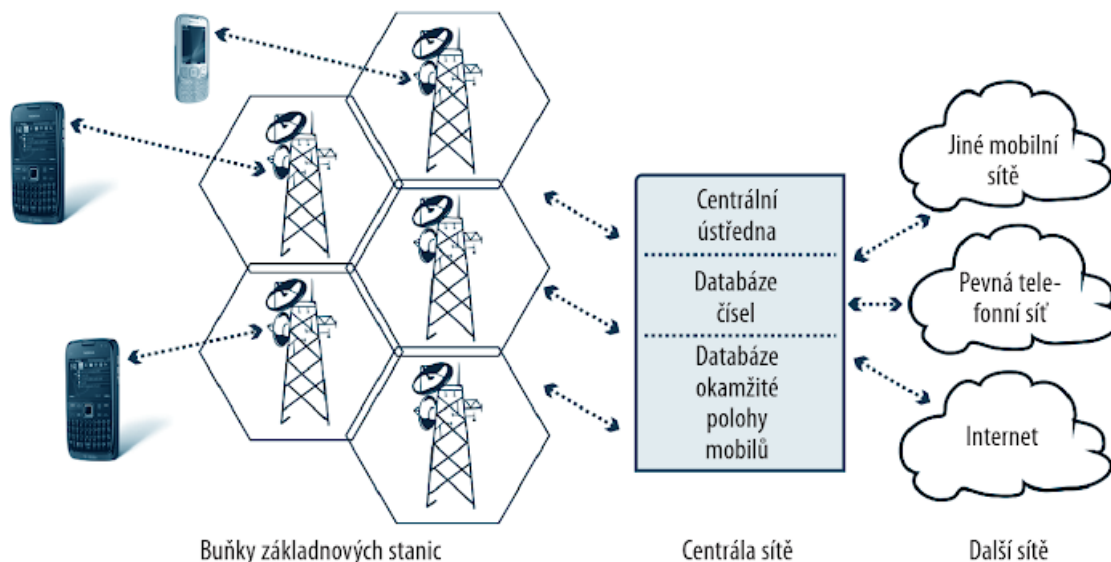 Centrální
ústředna
Databáze
čísel
Databáze
okamžité
polohy
mobilů
Jiné mobilní
sítě
Pevná tele-
fonní síť
Internet
Buňky základnových stanic
Centrála sítě
Další sítě